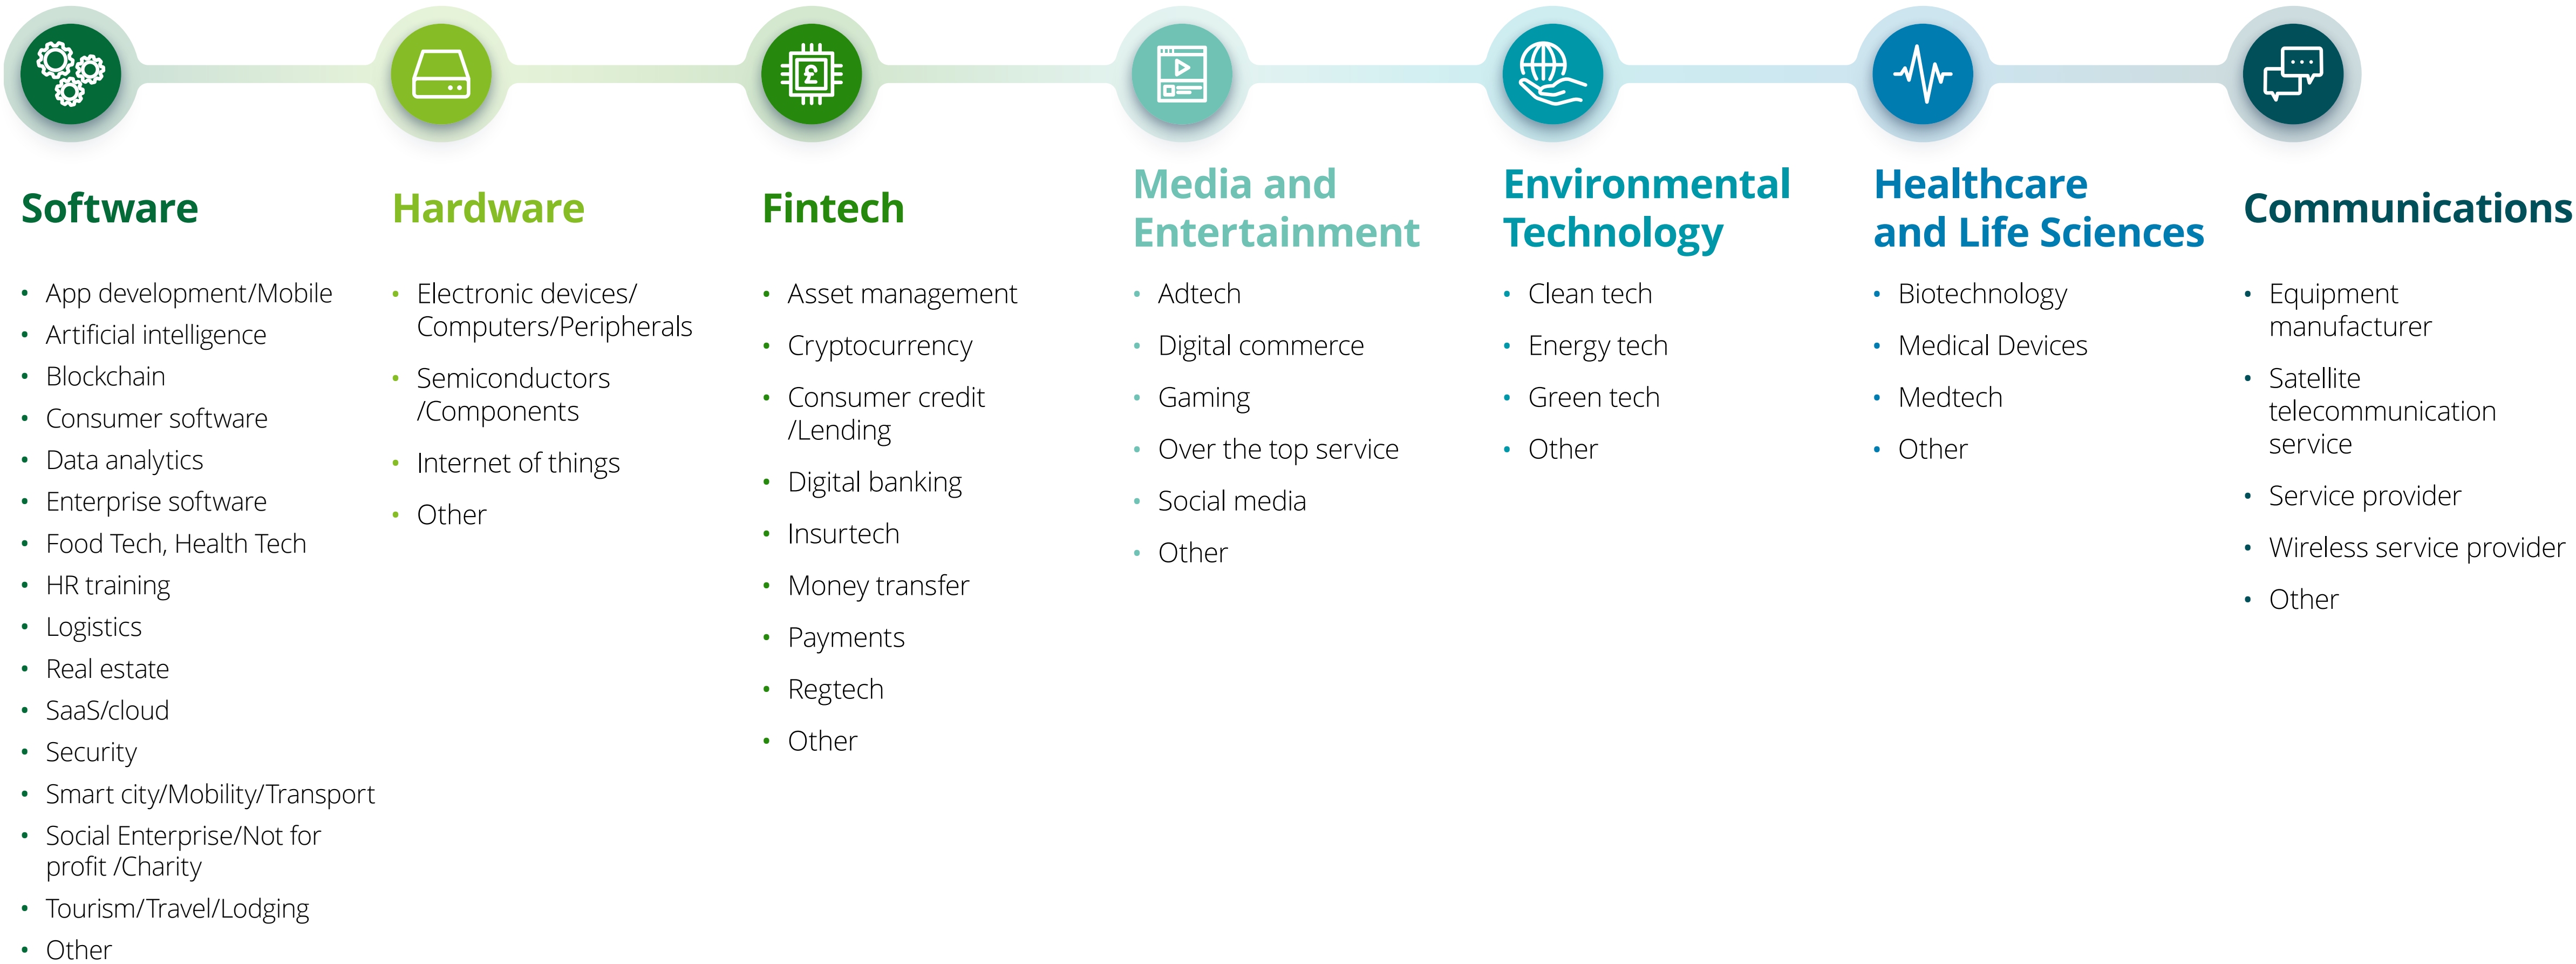 £
Software
• App development/Mobile
• Artificial intelligence
• Blockchain
• Consumer software
• Data analytics
• Enterprise software
• Food Tech, Health Tech
• HR training
• Logistics
• Real estate
• SaaS/cloud
• Security
• Smart city/Mobility/Transport
• Social Enterprise/Not for
profit /Charity
• Tourism/Travel/Lodging
• Other
Hardware
• Electronic devices/
Computers/Peripherals
• Semiconductors
/Components
• Internet of things
• Other
Fintech
• Asset management
• Cryptocurrency
• Consumer credit
/Lending
• Digital banking
• Insurtech
• Money transfer
• Payments
• Regtech
• Other
Media and
Entertainment
• Adtech
• Digital commerce
• Gaming
• Over the top service
• Social media
• Other
Environmental
Technology
• Clean tech
• Energy tech
• Green tech
• Other
Healthcare
and Life Sciences
• Biotechnology
• Medical Devices
• Medtech
• Other
Communications
• Equipment
manufacturer
• Satellite
telecommunication
service
• Service provider
• Wireless service provider
• Other